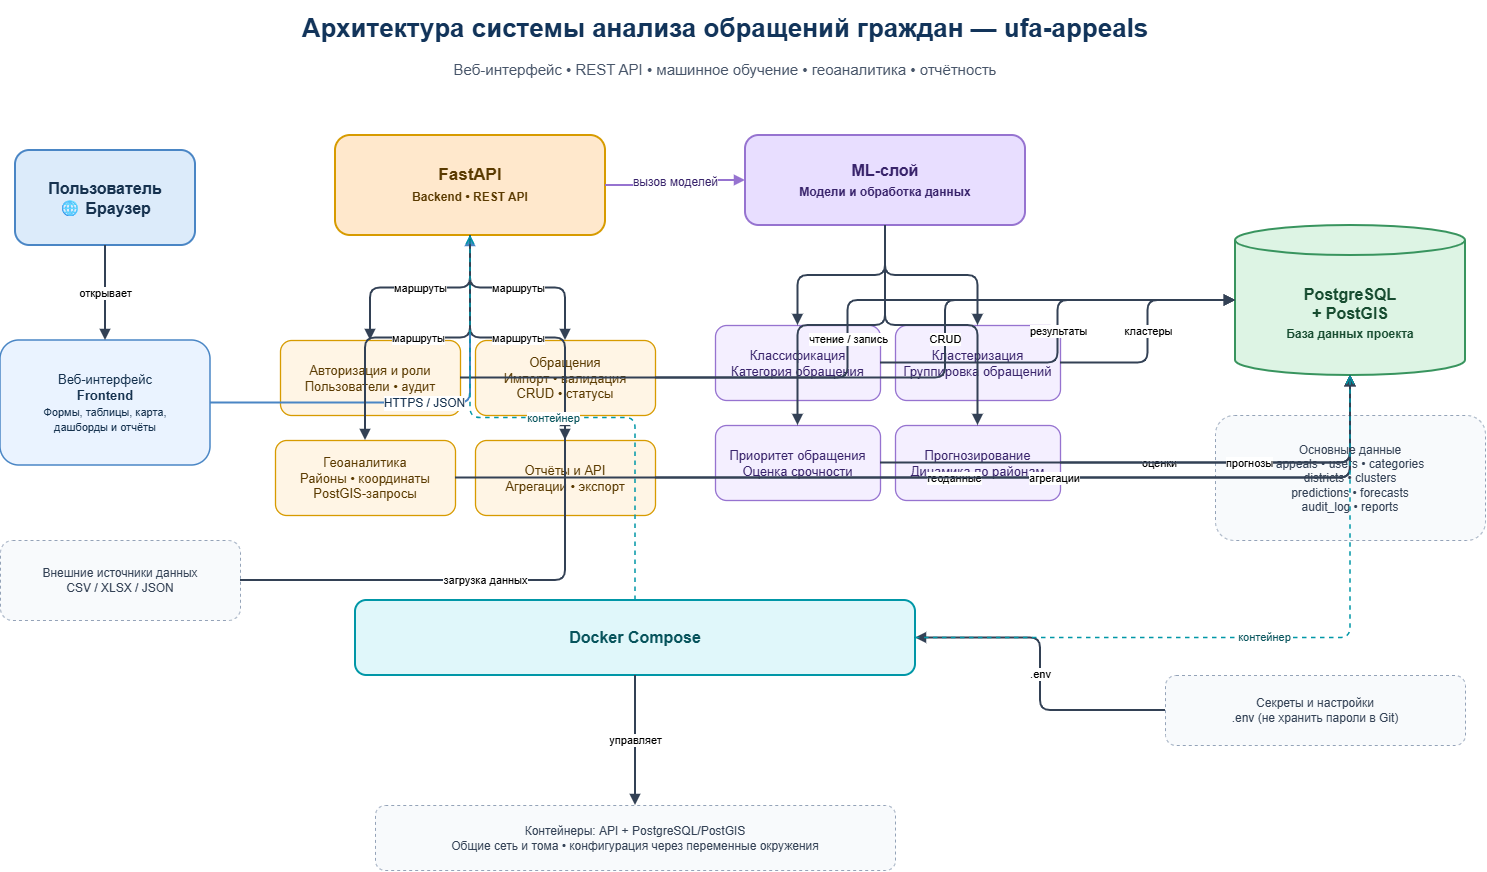 Архитектура системы анализа обращений граждан — ufa-appeals
Веб-интерфейс • REST API • машинное обучение • геоаналитика • отчётность
Пользователь
Браузер
FastAPI
Backend • REST API
вызов моделей
ML-слой
Модели и обработка данных
PostgreSQL
+ PostGIS
База данных проекта
открывает
маршруты
маршруты
маршруты
маршруты
чтение / запись
CRUD
результаты
кластеры
Веб-интерфейс
Frontend
Формы, таблицы, карта,
дашборды и отчёты
HTTPS / JSON
Авторизация и роли
Пользователи • аудит
Обращения
Импорт • валидация
CRUD • статусы
Классификация
Категория обращения
Кластеризация
Группировка обращений
контейнер
Геоаналитика
Районы • координаты
PostGIS-запросы
Отчёты и API
Агрегации • экспорт
Приоритет обращения
Оценка срочности
Прогнозирование
Динамика по районам
оценки
прогнозы
геоданные
агрегации
Основные данные
appeals • users • categories
districts • clusters
predictions • forecasts
audit_log • reports
Внешние источники данных
CSV / XLSX / JSON
загрузка данных
Docker Compose
контейнер
.env
Секреты и настройки
.env (не хранить пароли в Git)
управляет
Контейнеры: API + PostgreSQL/PostGIS
Общие сеть и тома • конфигурация через переменные окружения